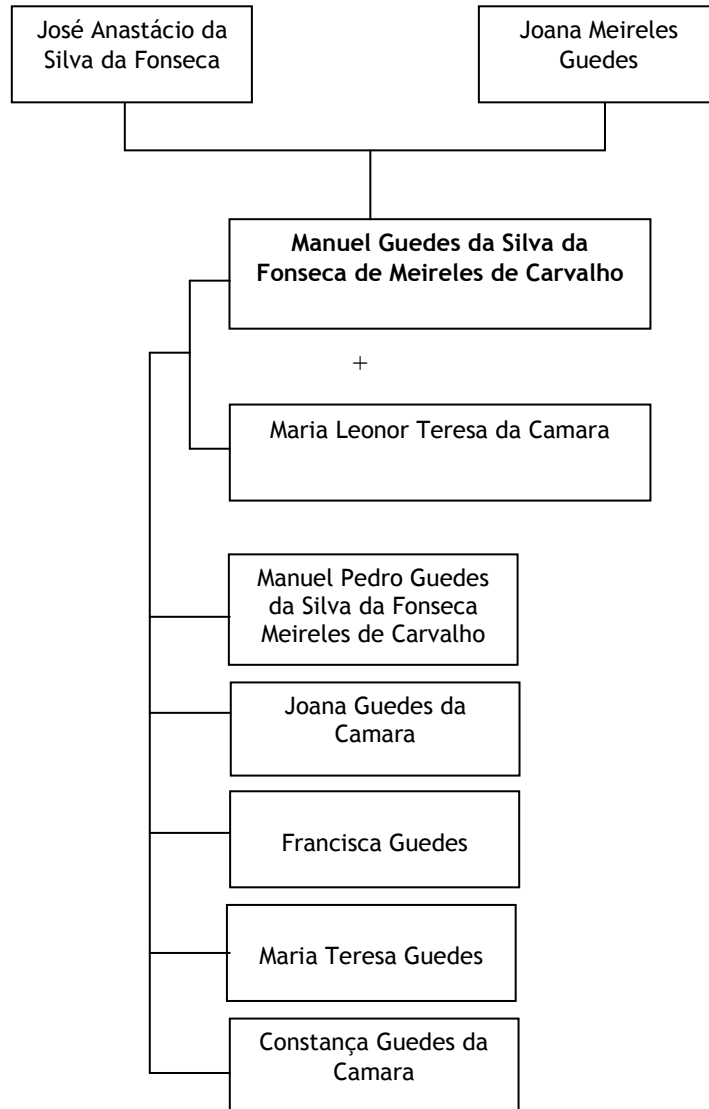 José Anastácio da
Silva da Fonseca
Joana Meireles
Guedes
Manuel Guedes da Silva da
Fonseca de Meireles de Carvalho
+
Maria Leonor Teresa da Camara
Manuel Pedro Guedes
da Silva da Fonseca
Meireles de Carvalho
Joana Guedes da
Camara
Francisca Guedes
Maria Teresa Guedes
Constança Guedes da
Camara